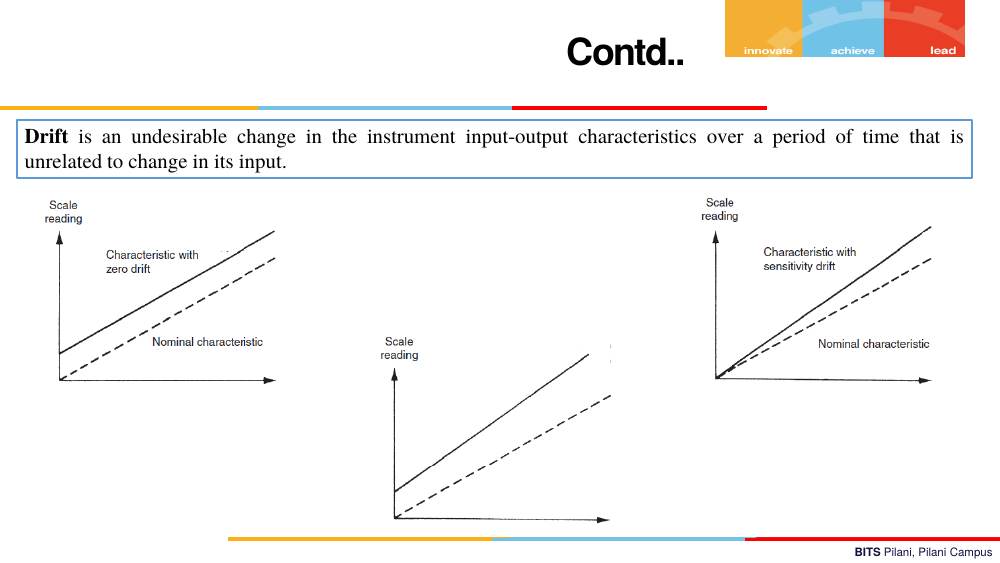 Contd..
innovate achieve lead
Drift is an undesirable change in the instrument input-output characteristics over a period of time that is
unrelated to change in its input.
Scale
reading
Characteristic with
zero drift
Nominal characteristic
Scale
reading
Scale
reading
Characteristic with
sensitivity drift
Nominal characteristic
BITS Pilani, Pilani Campus